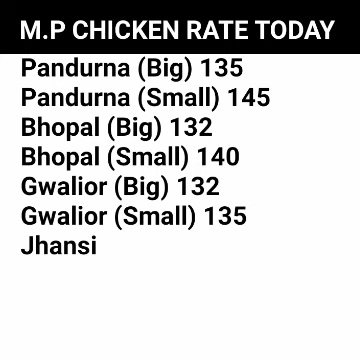 M.P CHICKEN RATE TODAY
Pandurna (Big) 135
Pandurna (Small) 145
Bhopal (Big) 132
Bhopal (Small) 140
Gwalior (Big) 132
Gwalior (Small) 135
Jhansi